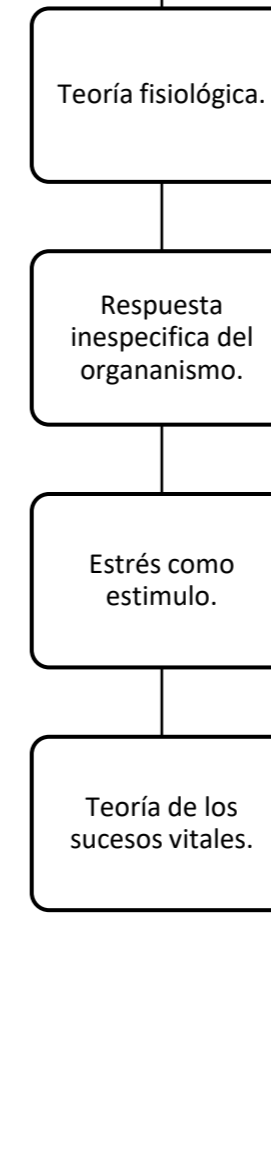 Teoría fisiológica.
Respuesta
inespecifica del
organanismo.
Estrés como
estimulo.
Teoría de los
sucesos vitales.